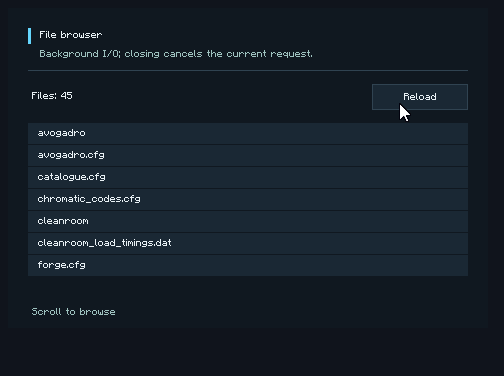 File browser
Background I/O; closing cancels the current request.
Files: 45
Reload
avogadro
avogadro.cfg
catalogue.cfg
chromatic_codes.cfg
cleanroom
cleanroom_load_timings.dat
forge.cfg
Scroll to browse